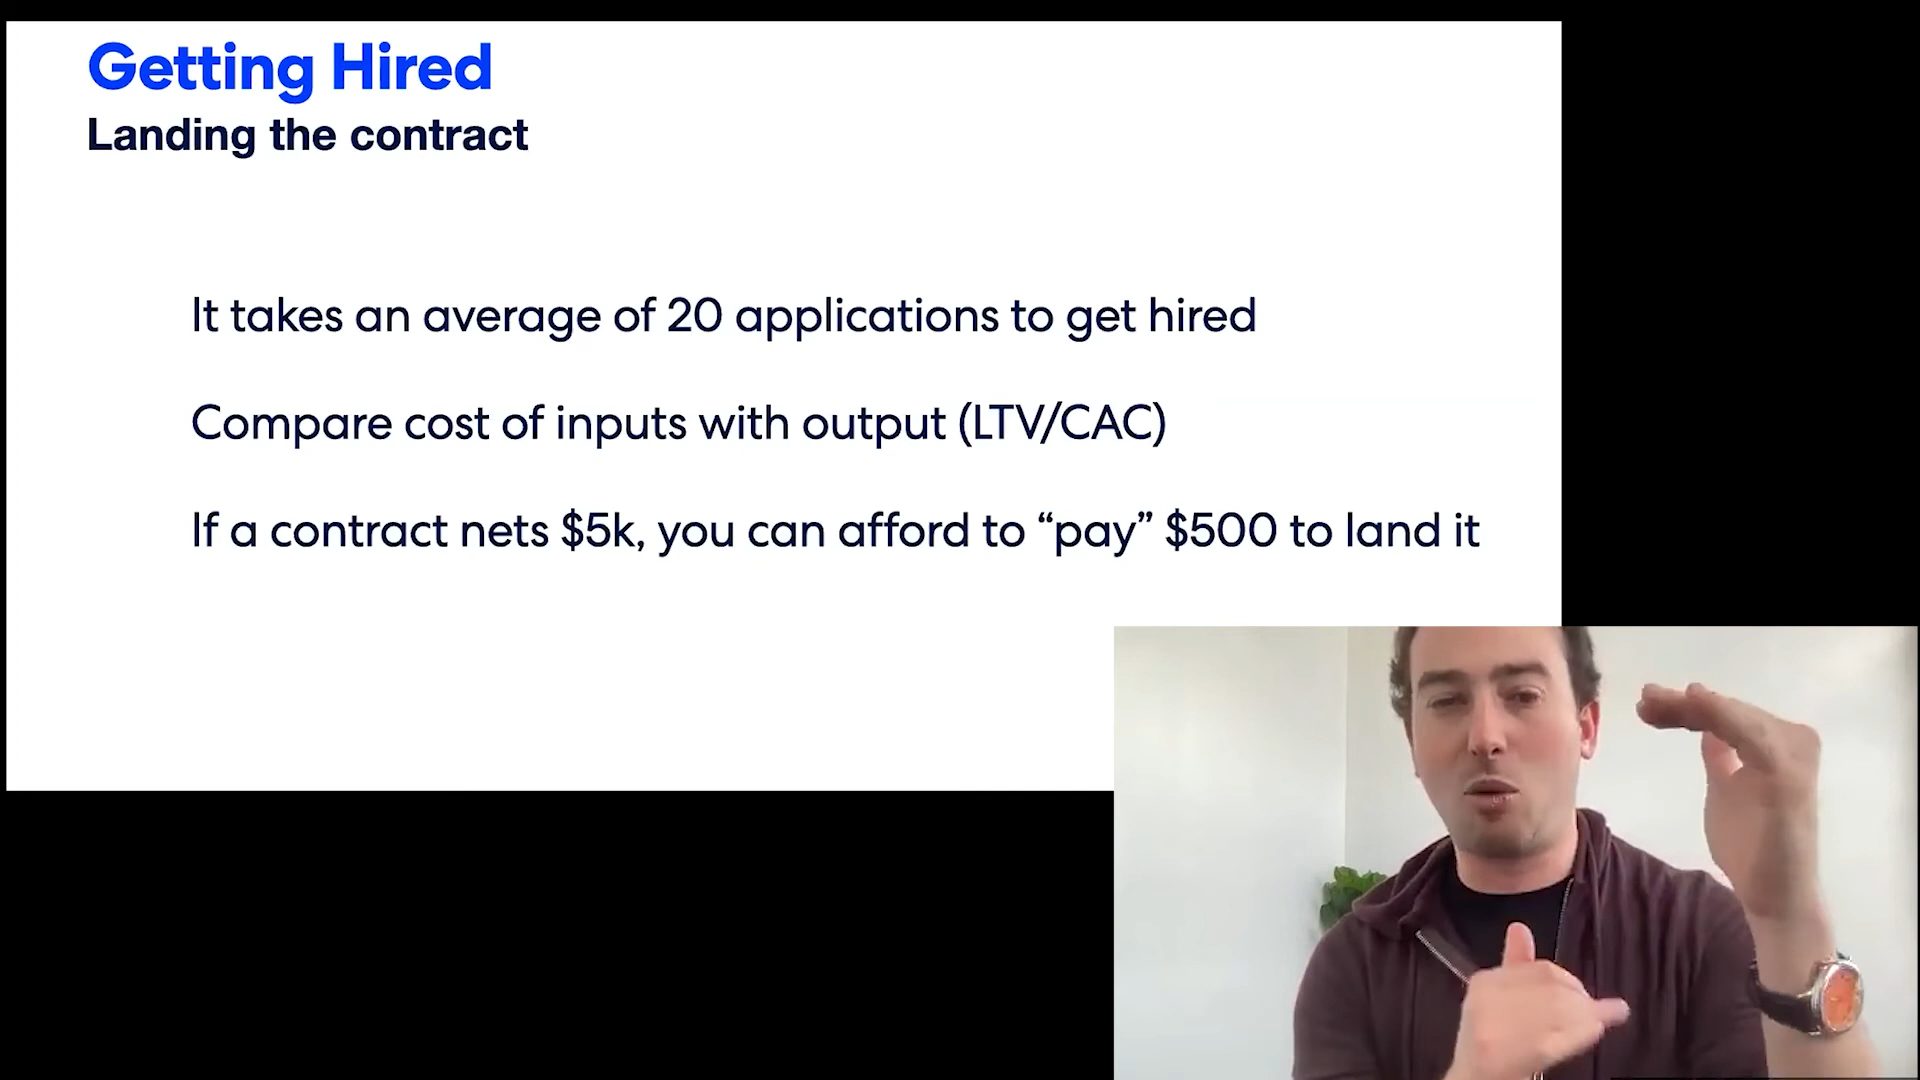 Getting Hired
Landing the contract
It takes an average of 20 applications to get hired
Compare cost of inputs with output (LTV/CAC)
If a contract nets $5k, you can afford to “pay” $500 to land it